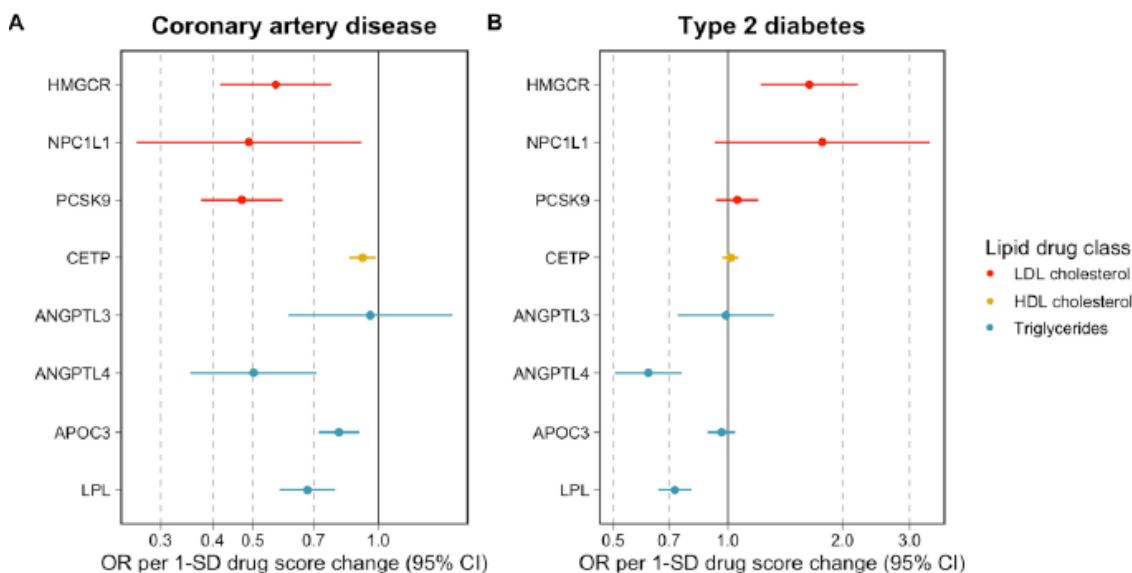 A Coronary artery disease
HMGCR
NPC1L1
PCSK9
CETP
ANGPTL3
ANGPTL4
APOC3
LPL
0.3 0.4 0.5 0.7 1.0
OR per 1-SD drug score change (95% CI)
B Type 2 diabetes
HMGCR
NPC1L1
PCSK9
CETP
ANGPTL3
ANGPTL4
APOC3
LPL
0.5 0.7 1.0 2.0 3.0
OR per 1-SD drug score change (95% CI)
Lipid drug class
LDL cholesterol
HDL cholesterol
Triglycerides